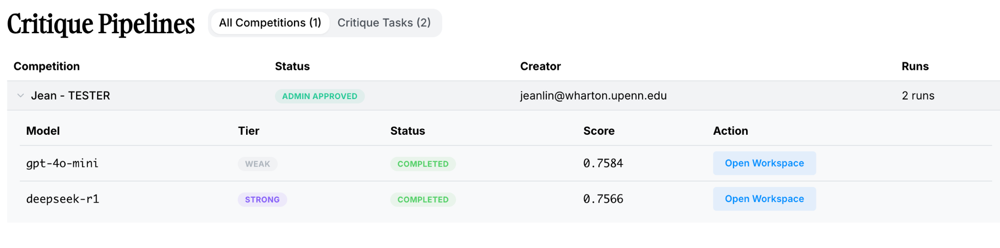 Critique Pipelines All Competitions (1) Critique Tasks (2)
Competition Status Creator Runs
Jean - TESTER ADMIN APPROVED jeanlin@wharton.upenn.edu 2 runs
Model Tier Status Score Action
gpt-4o-mini WEAK COMPLETED 0.7584 Open Workspace
deepseek-r1 STRONG COMPLETED 0.7566 Open Workspace